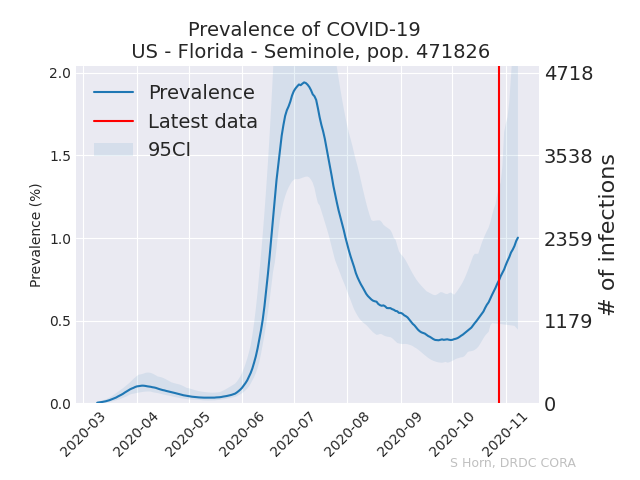 Prevalence of COVID-19
US - Florida - Seminole, pop. 471826
Prevalence
Latest data
95CI
Prevalence (%)
2.0
1.5
1.0
0.5
0.0
4718
3538
2359
1179
0
# of infections
2020-03
2020-04
2020-05
2020-06
2020-07
2020-08
2020-09
2020-10
2020-11
S Horn, DRDC CORA